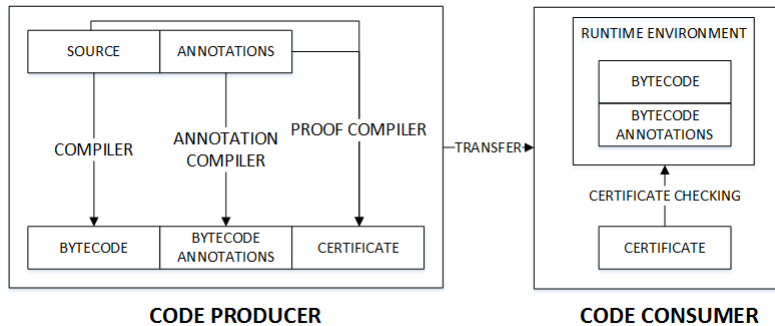 SOURCE
ANNOTATIONS
COMPILER
ANNOTATION
COMPILER
PROOF COMPILER
BYTECODE
BYTECODE
ANNOTATIONS
CERTIFICATE
CODE PRODUCER
TRANSFER
RUNTIME ENVIRONMENT
BYTECODE
BYTECODE
ANNOTATIONS
CERTIFICATE CHECKING
CERTIFICATE
CODE CONSUMER